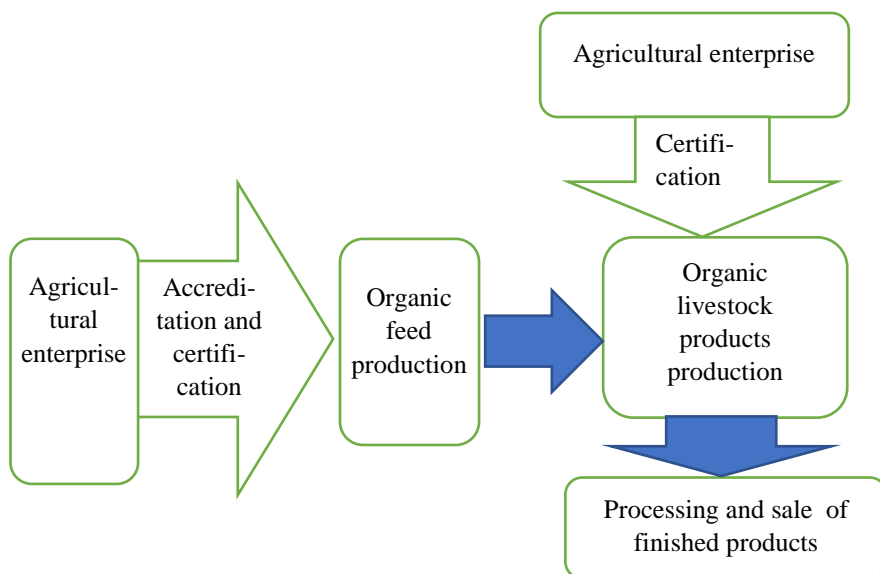 Agricultural enterprise
Certifi-
cation
Agricul-
tural
enterprise
Accredi-
tation and
certifi-
cation
Organic
feed
production
Organic
livestock
products
production
Processing and sale of
finished products